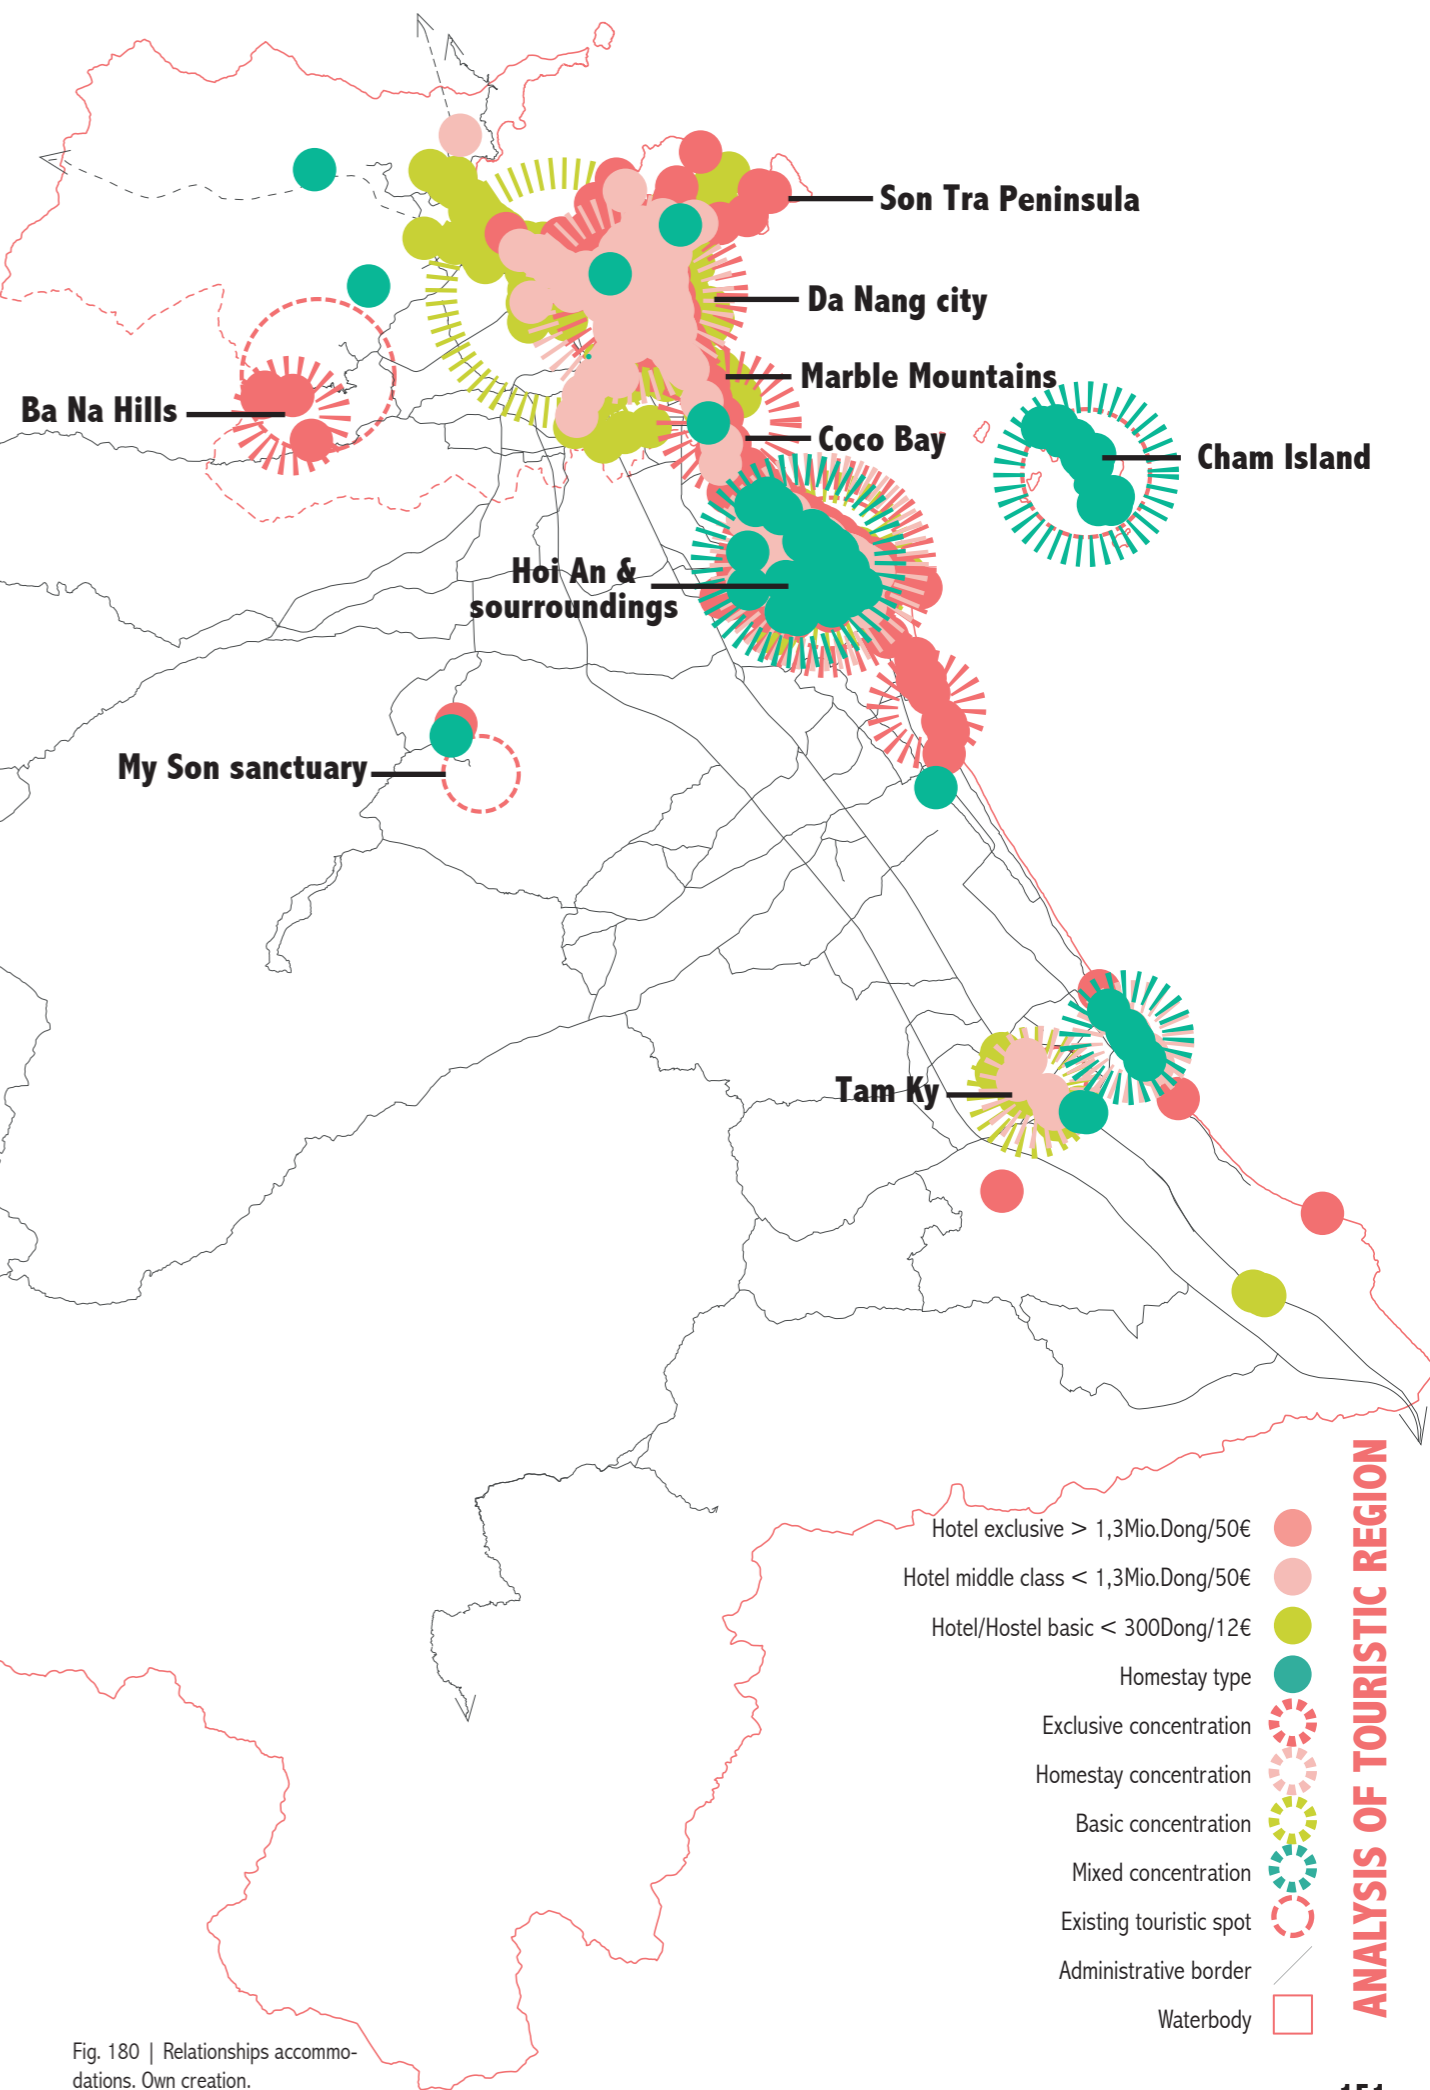 Son Tra Peninsula
Da Nang city
Marble Mountains
Ba Na Hills
Coco Bay
Cham Island
Hoi An &
sourroundings
My Son sanctuary
Tam Ky
Hotel exclusive > 1,3Mio.Dong/50€
Hotel middle class < 1,3Mio.Dong/50€
Hotel/Hostel basic < 300Dong/12€
Homestay type
Exclusive concentration
Homestay concentration
Basic concentration
Mixed concentration
Existing touristic spot
Administrative border
Waterbody
ANALYSIS OF TOURISTIC REGION
Fig. 180 | Relationships accommo-
dations. Own creation.
151